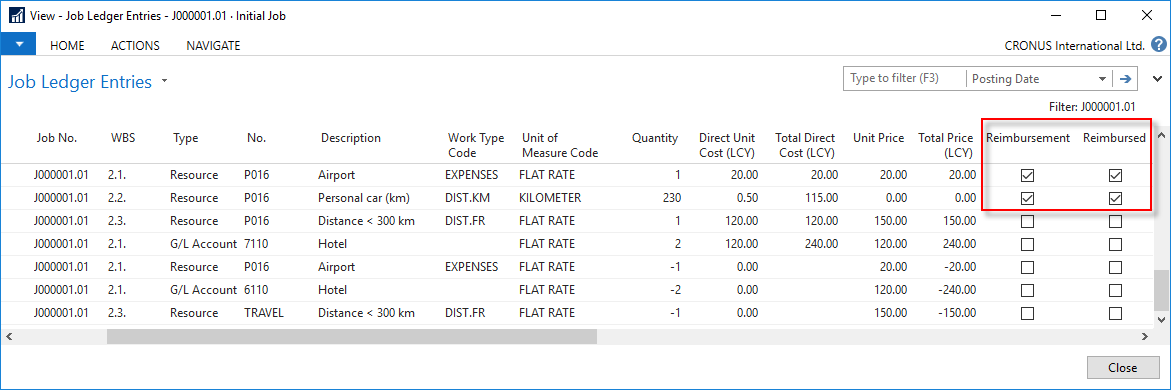 View - Job Ledger Entries - J000001.01 · Initial Job
HOME ACTIONS NAVIGATE CRONUS International Ltd. ?
Job Ledger Entries Type to filter (F3) Posting Date
Filter: J000001.01
Job No. WBS Type No. Description Work Type Code Unit of Measure Code Quantity Direct Unit Cost (LCY) Total Direct Cost (LCY) Unit Price Total Price (LCY) Reimbursement Reimbursed
J000001.01 2.1. Resource P016 Airport EXPENSES FLAT RATE 1 20.00 20.00 20.00 20.00
J000001.01 2.2. Resource P016 Personal car (km) DIST.KM KILOMETER 230 0.50 115.00 0.00 0.00
J000001.01 2.3. Resource P016 Distance < 300 km DIST.FR FLAT RATE 1 120.00 120.00 150.00 150.00
J000001.01 2.1. G/L Account 7110 Hotel FLAT RATE 2 120.00 240.00 120.00 240.00
J000001.01 2.1. Resource P016 Airport EXPENSES FLAT RATE -1 0.00 20.00 -20.00
J000001.01 2.1. G/L Account 6110 Hotel FLAT RATE -2 0.00 120.00 -240.00
J000001.01 2.3. Resource TRAVEL Distance < 300 km DIST.FR FLAT RATE -1 0.00 150.00 -150.00
Close